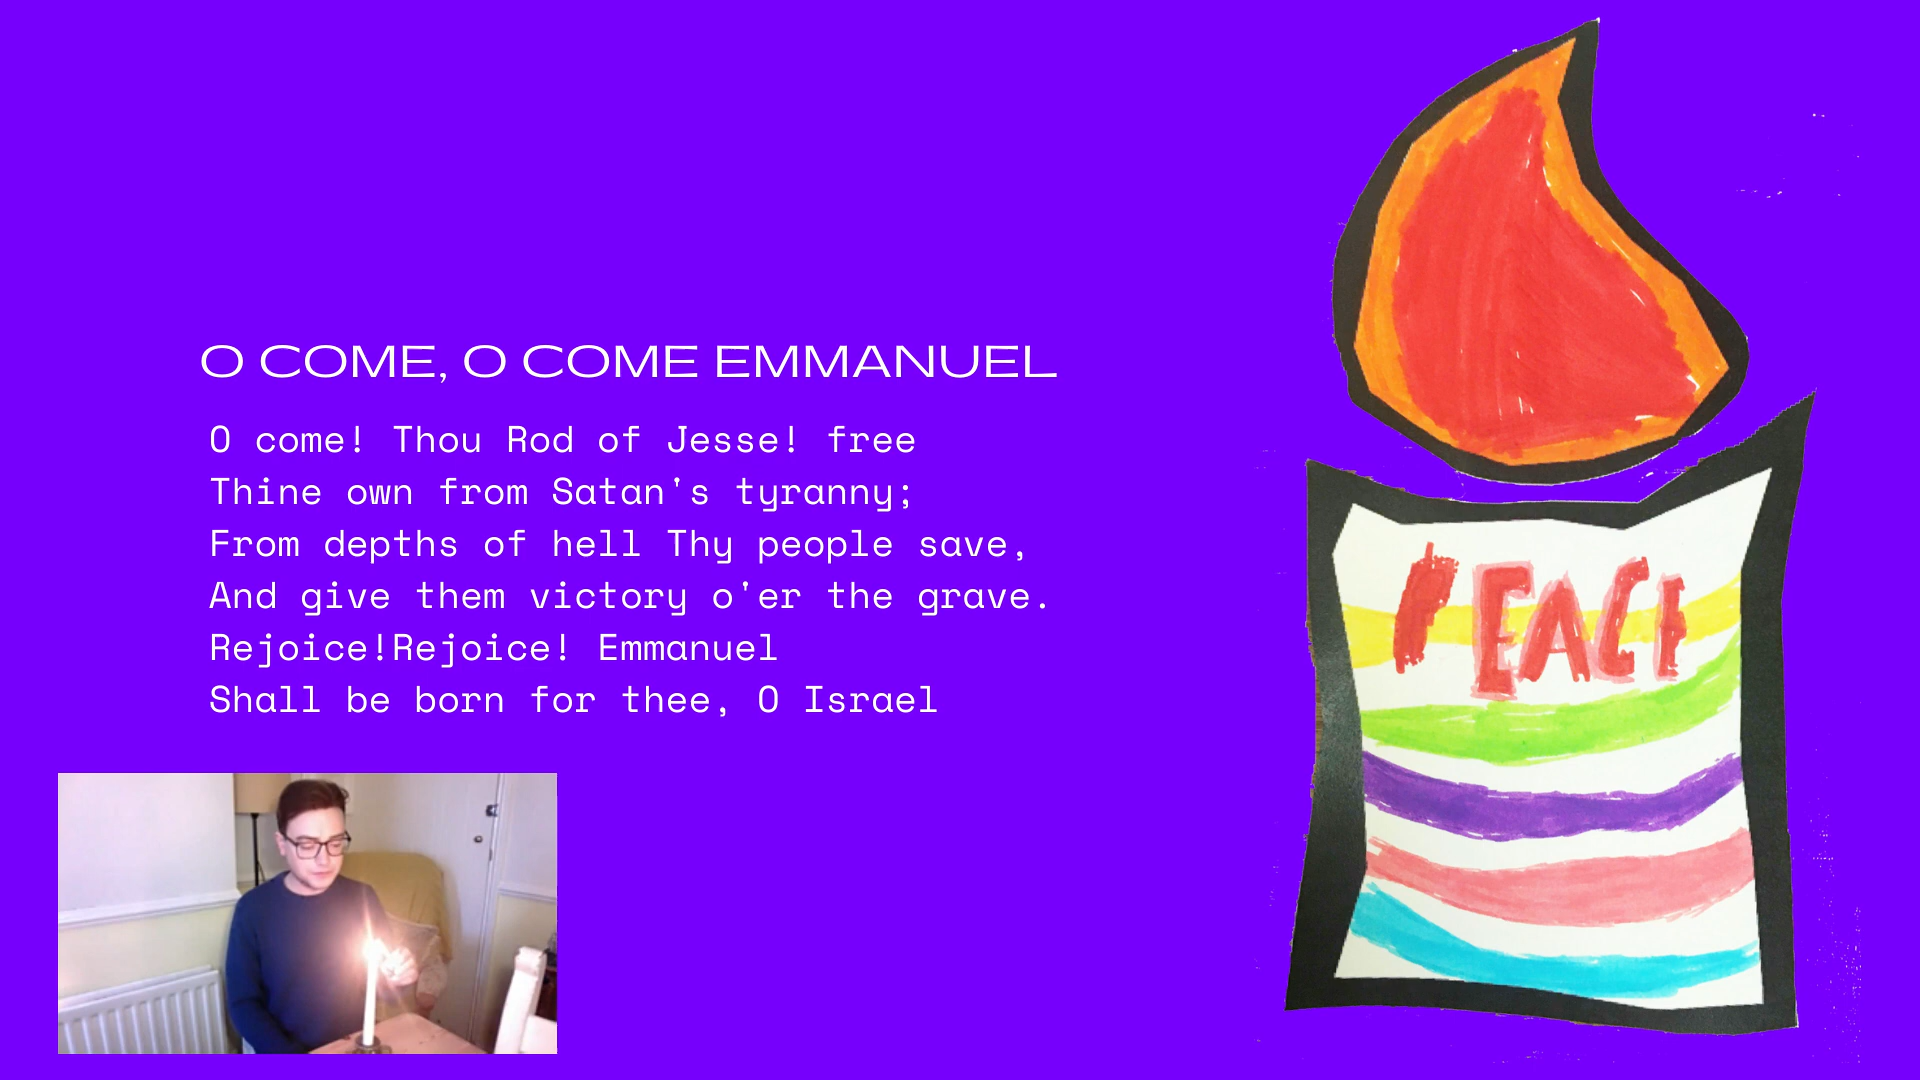 O COME, O COME EMMANUEL
O come! Thou Rod of Jesse! free
Thine own from Satan's tyranny;
From depths of hell Thy people save,
And give them victory o'er the grave.
Rejoice!Rejoice! Emmanuel
Shall be born for thee, O Israel
PEACE